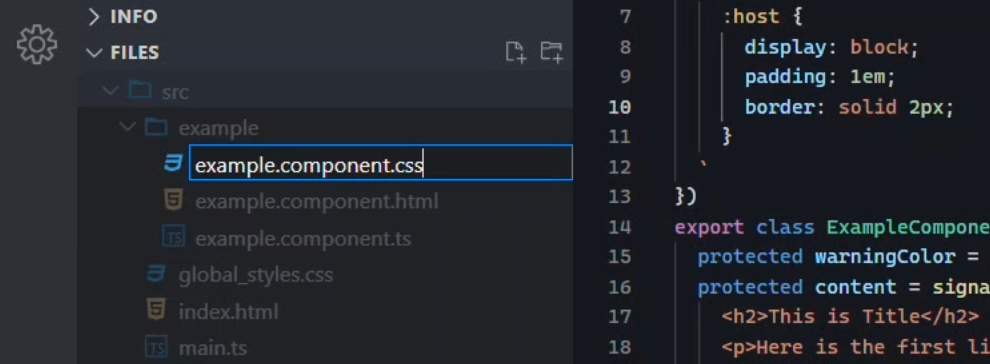 INFO
FILES
src
example
example.component.css
example.component.html
TS example.component.ts
global_styles.css
index.html
TS main.ts
7 :host {
8 display: block;
9 padding: 1em;
10 border: solid 2px;
11 }
12 `
13 })
14 export class ExampleCompone
15 protected warningColor =
16 protected content = signa
17 <h2>This is Title</h2>
18 <p>Here is the first li